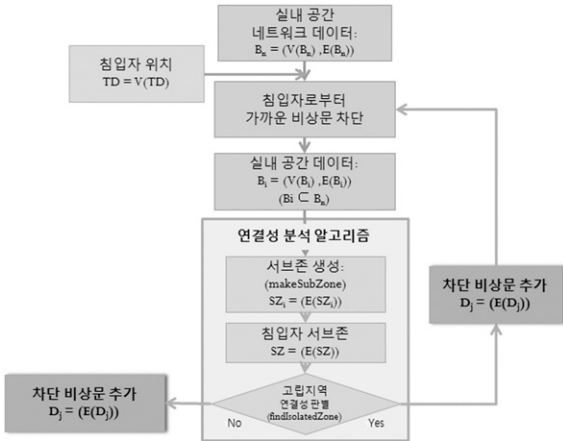 실내 공간
네트워크 데이터:
Bₙ = (V(Bₙ) ,E(Bₙ))
침입자 위치
TD = V(TD)
침입자로부터
가까운 비상문 차단
실내 공간 데이터:
Bᵢ = (V(Bᵢ) ,E(Bᵢ))
(Bi ⊂ Bₙ)
연결성 분석 알고리즘
서브존 생성:
(makeSubZone)
SZᵢ = (E(SZᵢ))
침입자 서브존
SZ = (E(SZ))
차단 비상문 추가
Dⱼ = (E(Dⱼ))
고립지역
연결성 판별
(findIsolatedZone)
No
Yes
차단 비상문 추가
Dⱼ = (E(Dⱼ))